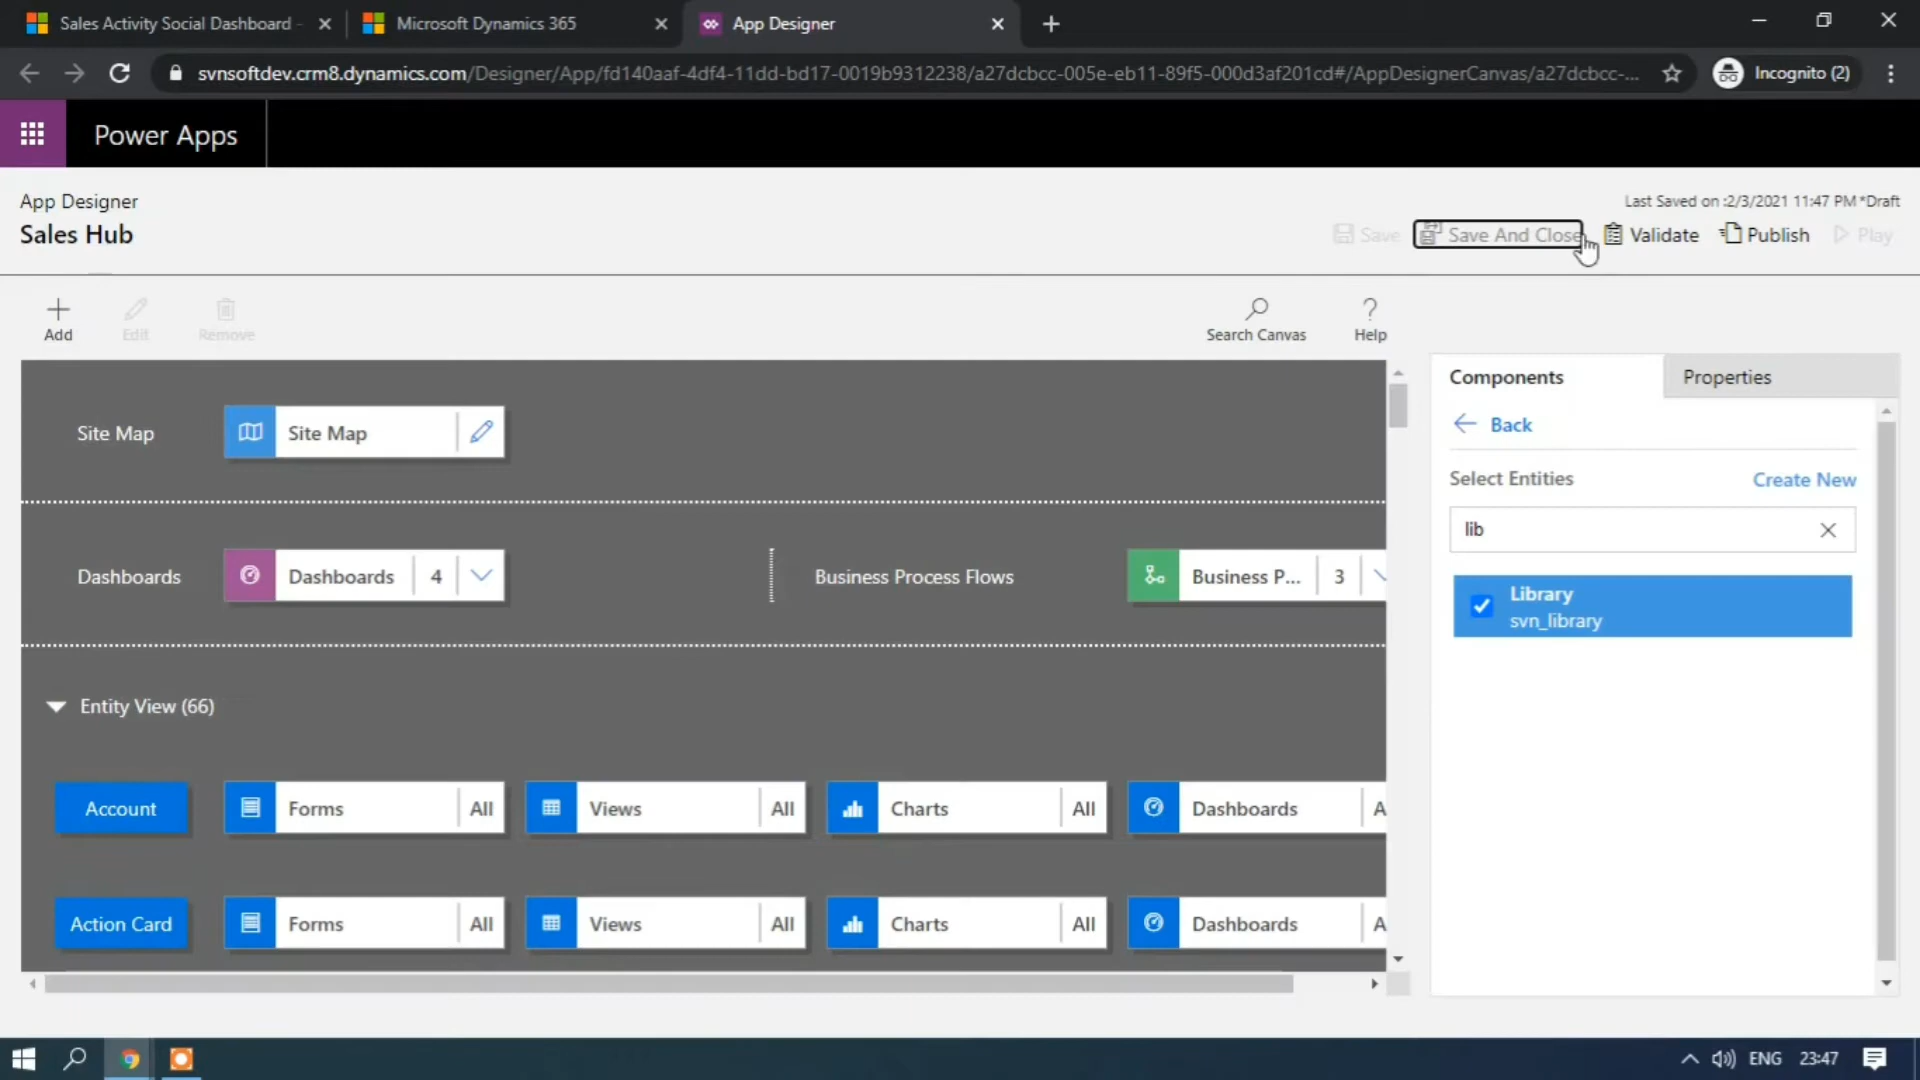 Sales Activity Social Dashboard -
Microsoft Dynamics 365
App Designer
svnsoftdev.crm8.dynamics.com/Designer/App/fd140aaf-4df4-11dd-bd17-0019b9312238/a27dcbcc-005e-eb11-89f5-000d3af201cd#/AppDesignerCanvas/a27dcbcc-...
Incognito (2)
Power Apps
App Designer
Last Saved on :2/3/2021 11:47 PM *Draft
Sales Hub
Save
Save And Close
Validate
Publish
Play
Add
Edit
Remove
Search Canvas
Help
Components
Properties
Back
Select Entities
Create New
lib
Library
svn_library
Site Map
Site Map
Dashboards
Dashboards 4
Business Process Flows
Business P... 3
Entity View (66)
Account
Forms All
Views All
Charts All
Dashboards A
Action Card
Forms All
Views All
Charts All
Dashboards A
ENG
23:47